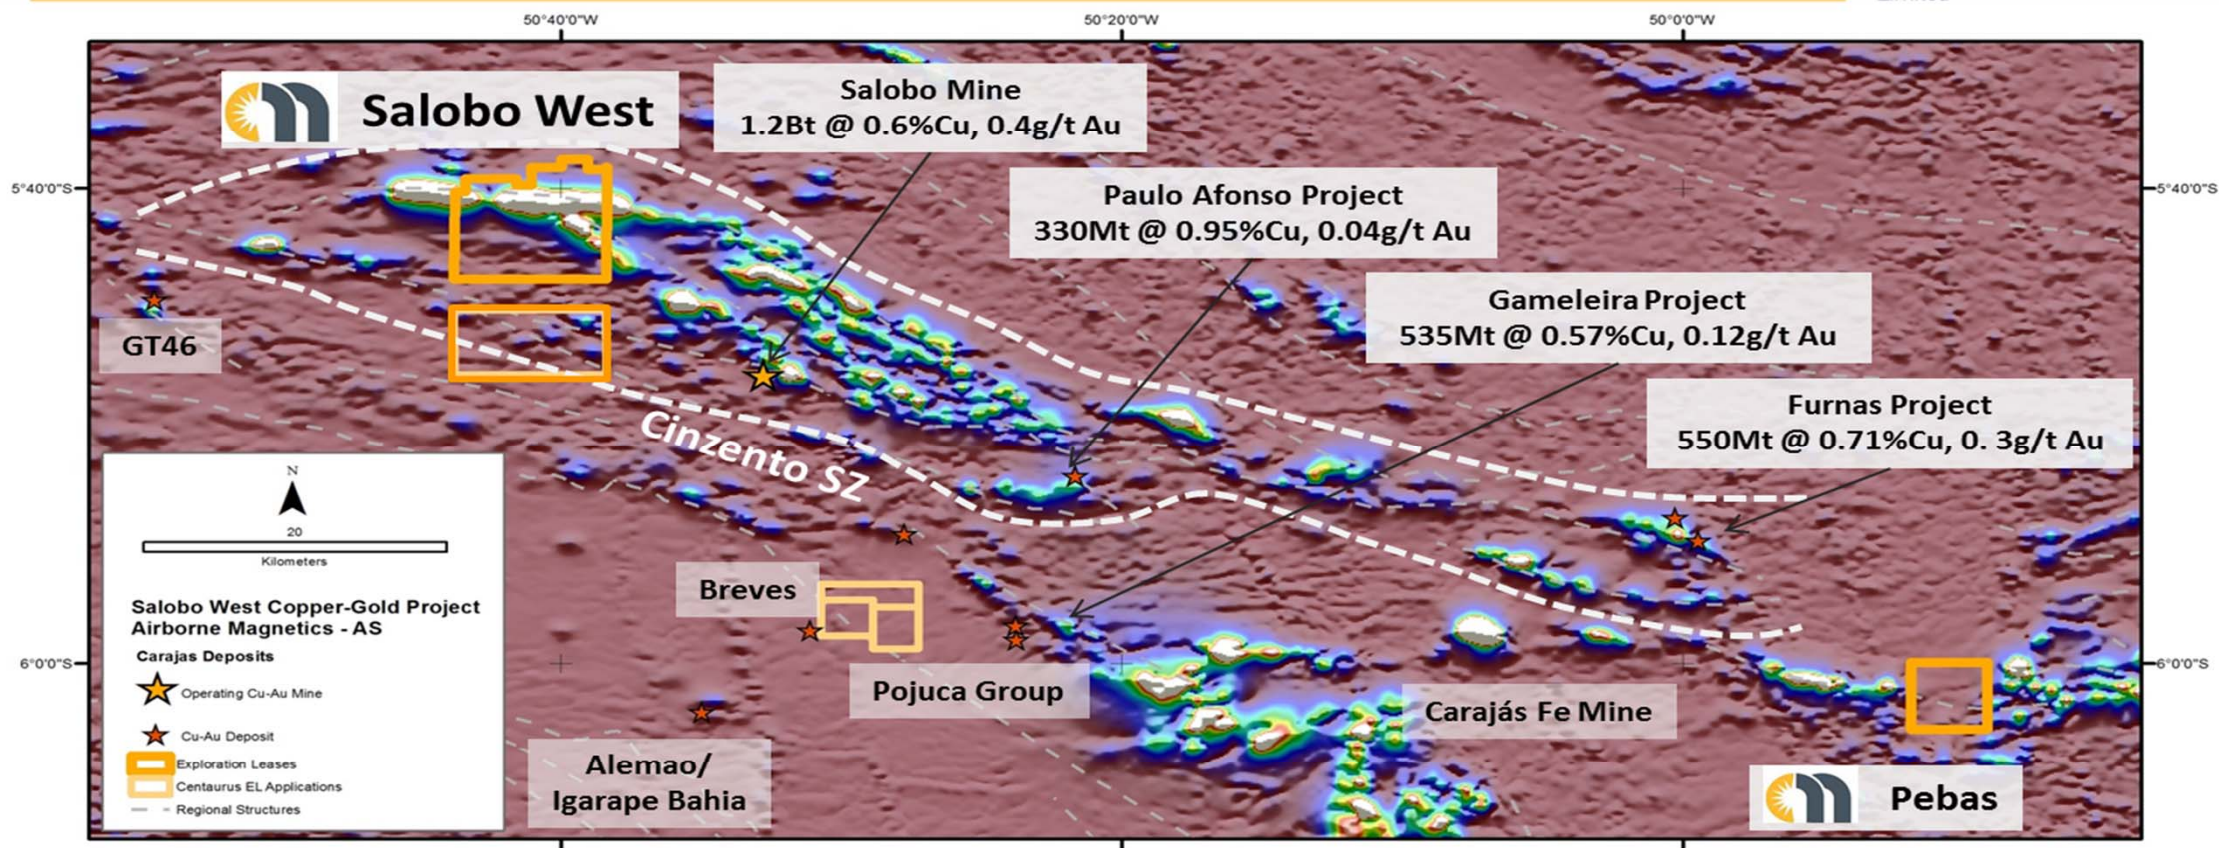 50°40'0"W
50°20'0"W
50°0'0"W
Salobo West
Salobo Mine
1.2Bt @ 0.6%Cu, 0.4g/t Au
Paulo Afonso Project
330Mt @ 0.95%Cu, 0.04g/t Au
5°40'0"S
5°40'0"S
Gameleira Project
535Mt @ 0.57%Cu, 0.12g/t Au
GT46
Furnas Project
550Mt @ 0.71%Cu, 0. 3g/t Au
Cinzento SZ
N
20
Kilometers
Salobo West Copper-Gold Project
Airborne Magnetics - AS
Carajas Deposits
Operating Cu-Au Mine
Cu-Au Deposit
Exploration Leases
Centaurus EL Applications
Regional Structures
Breves
6°0'0"S
6°0'0"S
Pojuca Group
Carajás Fe Mine
Alemao/
Igarape Bahia
Pebas